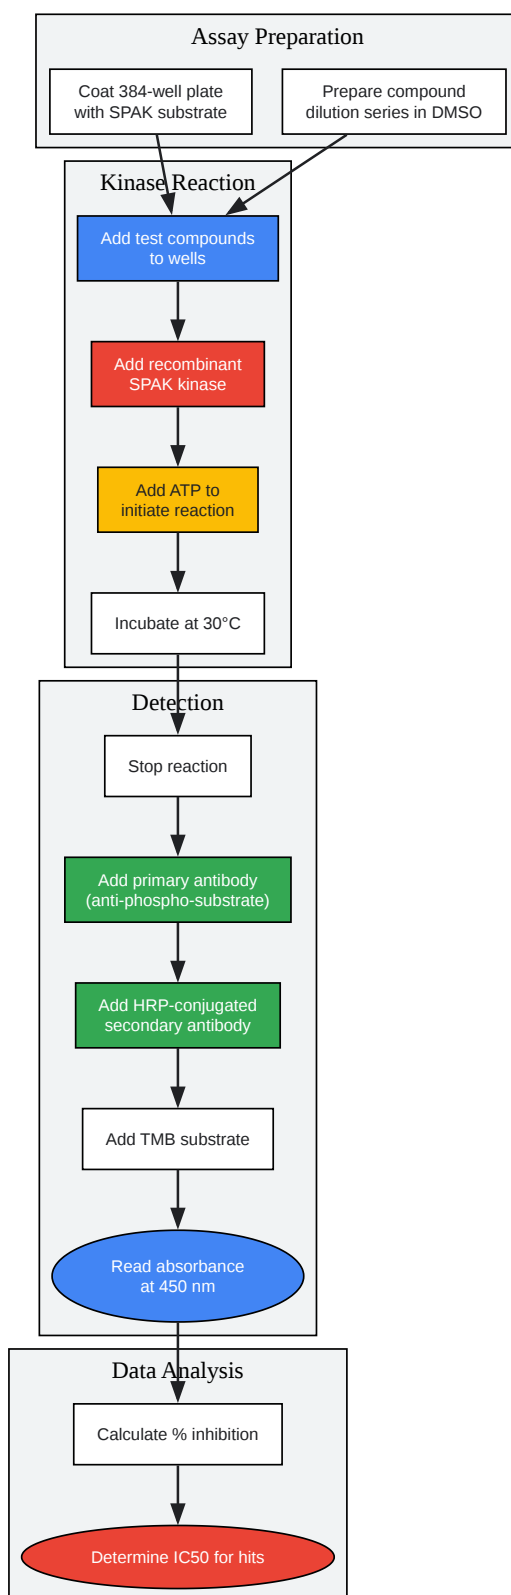 Assay Preparation
Coat 384-well plate
with SPAK substrate
Prepare compound
dilution series in DMSO
Kinase Reaction
Add test compounds
to wells
Add recombinant
SPAK kinase
Add ATP to
initiate reaction
Incubate at 30°C
Detection
Stop reaction
Add primary antibody
(anti-phospho-substrate)
Add HRP-conjugated
secondary antibody
Add TMB substrate
Read absorbance
at 450 nm
Data Analysis
Calculate % inhibition
Determine IC50 for hits